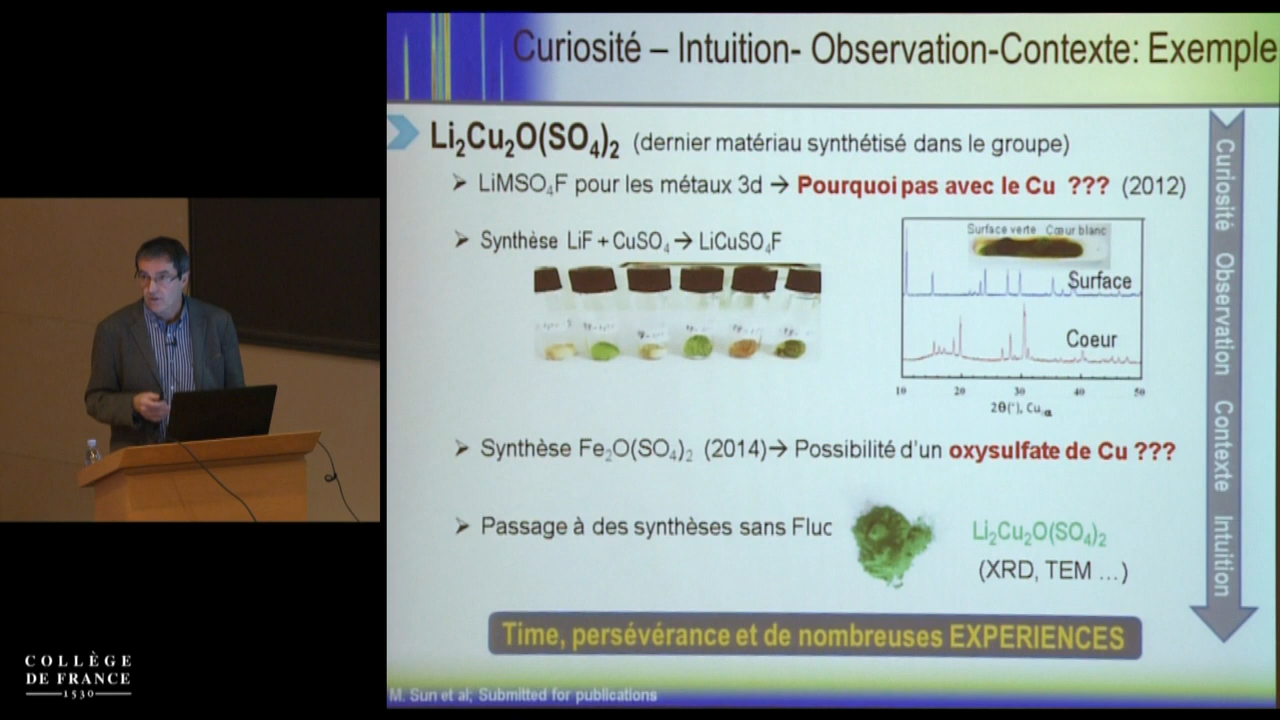 Curiosité – Intuition- Observation-Contexte: Exemple
Li₂Cu₂O(SO₄)₂ (dernier matériau synthétisé dans le groupe)
➢ LiMSO₄F pour les métaux 3d → Pourquoi pas avec le Cu ??? (2012)
➢ Synthèse LiF + CuSO₄ → LiCuSO₄F
Surface verte Cœur blanc
Surface
Coeur
10 20 30 40 50
2θ(°), Cuα
➢ Synthèse Fe₂O(SO₄)₂ (2014)→ Possibilité d'un oxysulfate de Cu ???
➢ Passage à des synthèses sans Fluc
Li₂Cu₂O(SO₄)₂
(XRD, TEM ...)
Time, persévérance et de nombreuses EXPERIENCES
Curiosité Observation Contexte Intuition
M. Sun et al; Submitted for publications
COLLÈGE
DE FRANCE
1530